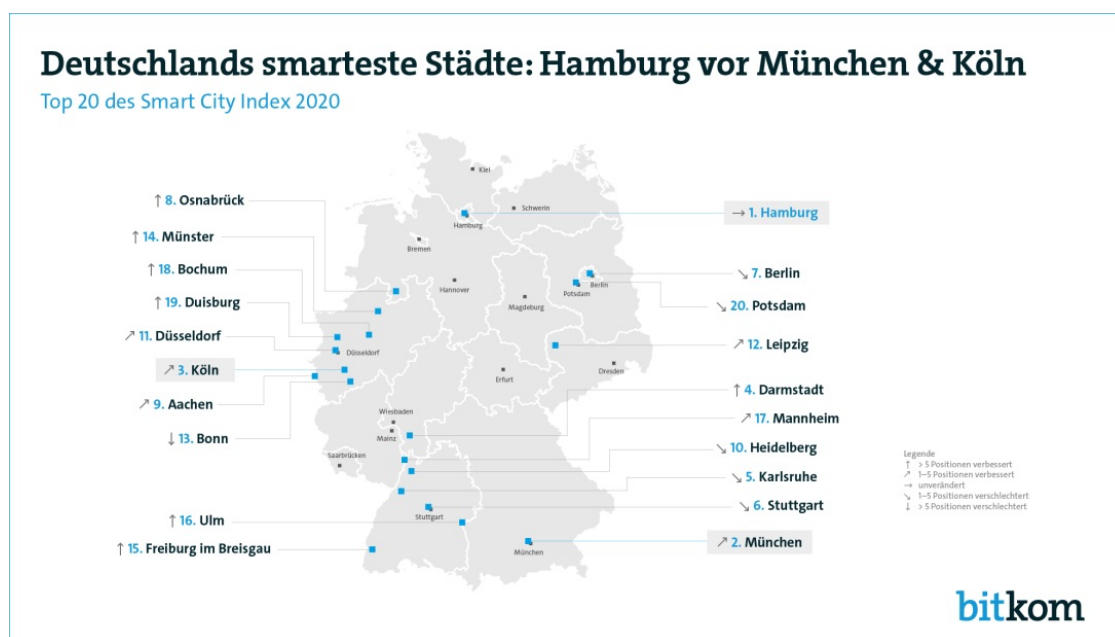 Deutschlands smarteste Städte: Hamburg vor München & Köln
Top 20 des Smart City Index 2020
↑ 8. Osnabrück
↑ 14. Münster
↑ 18. Bochum
↑ 19. Duisburg
↗ 11. Düsseldorf
↗ 3. Köln
↗ 9. Aachen
↓ 13. Bonn
↑ 16. Ulm
↑ 15. Freiburg im Breisgau
Kiel
Schwerin
Hamburg
Bremen
Hannover
Berlin
Potsdam
Magdeburg
Düsseldorf
Erfurt
Dresden
Wiesbaden
Mainz
Saarbrücken
Stuttgart
München
→ 1. Hamburg
↘ 7. Berlin
↘ 20. Potsdam
↗ 12. Leipzig
↑ 4. Darmstadt
↗ 17. Mannheim
↘ 10. Heidelberg
↘ 5. Karlsruhe
↘ 6. Stuttgart
↗ 2. München
Legende
↑ > 5 Positionen verbessert
↗ 1–5 Positionen verbessert
→ unverändert
↘ 1–5 Positionen verschlechtert
↓ > 5 Positionen verschlechtert
bitkom